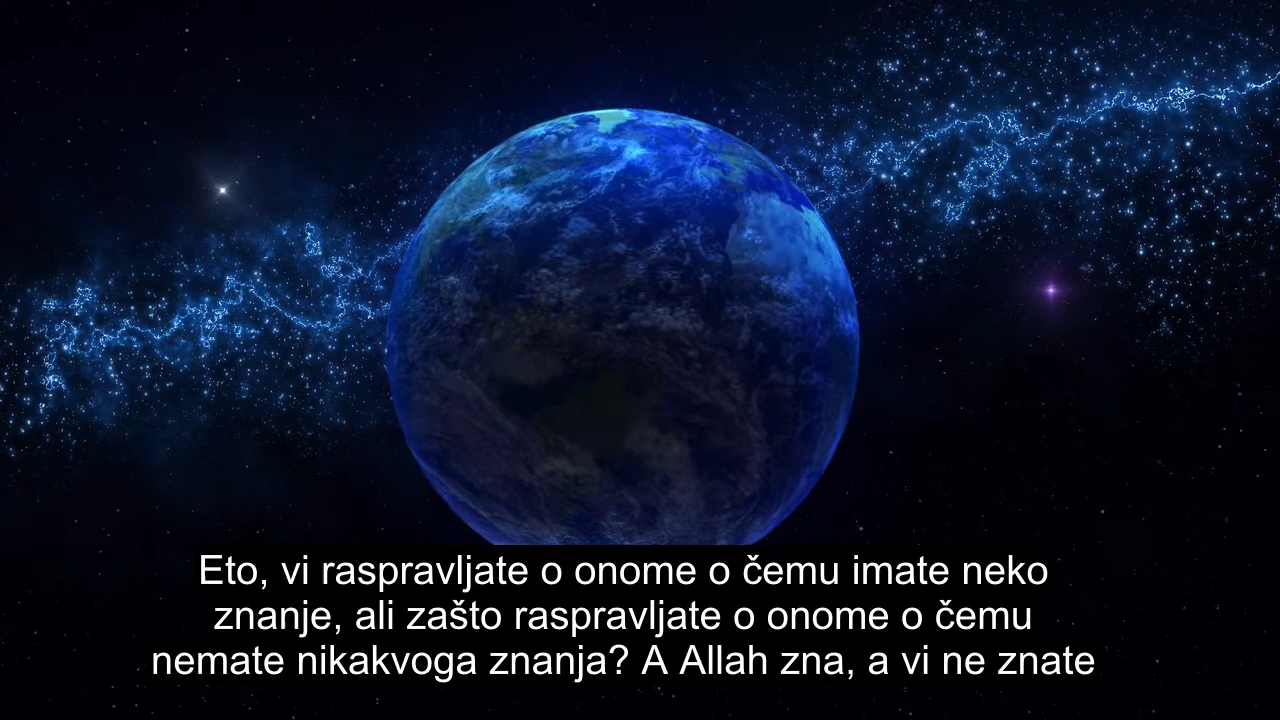 Eto, vi raspravljate o onome o čemu imate neko
znanje, ali zašto raspravljate o onome o čemu
nemate nikakvoga znanja? A Allah zna, a vi ne znate